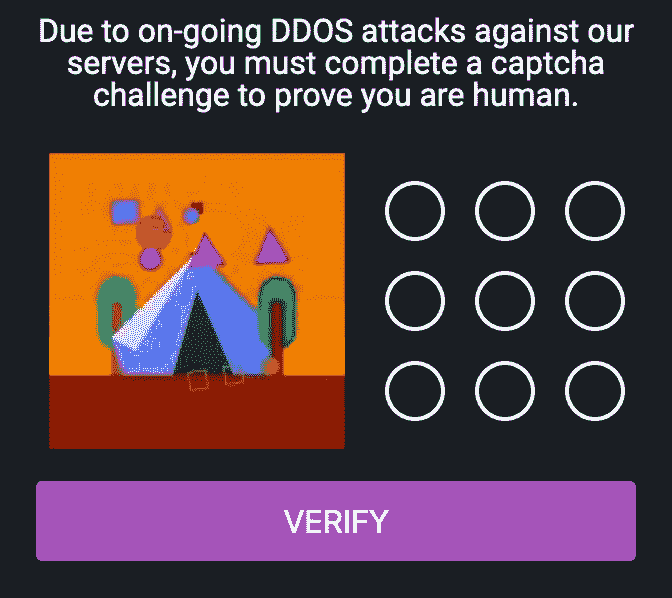 Due to on-going DDOS attacks against our
servers, you must complete a captcha
challenge to prove you are human.
VERIFY